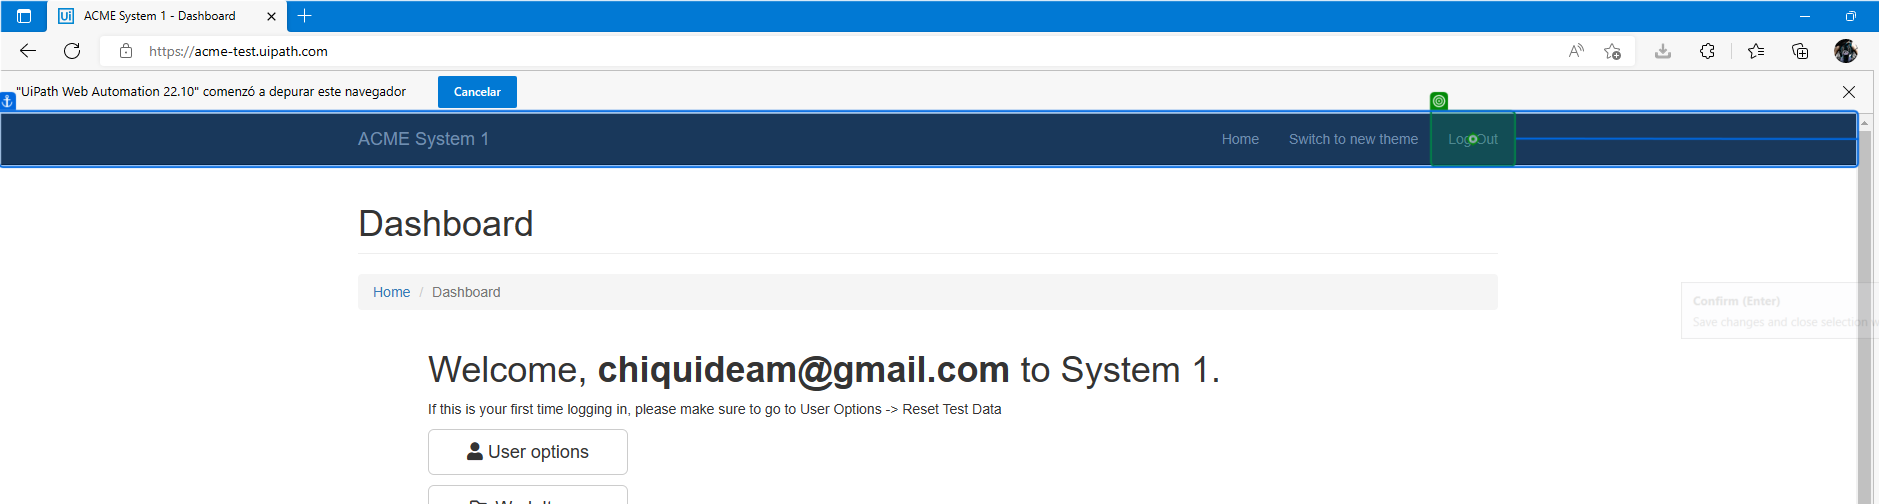 Ui ACME System 1 - Dashboard
https://acme-test.uipath.com
"UiPath Web Automation 22.10" comenzó a depurar este navegador Cancelar
ACME System 1 Home Switch to new theme Log Out
Dashboard
Home / Dashboard
Confirm (Enter)
Save changes and close selection
Welcome, chiquideam@gmail.com to System 1.
If this is your first time logging in, please make sure to go to User Options -> Reset Test Data
User options